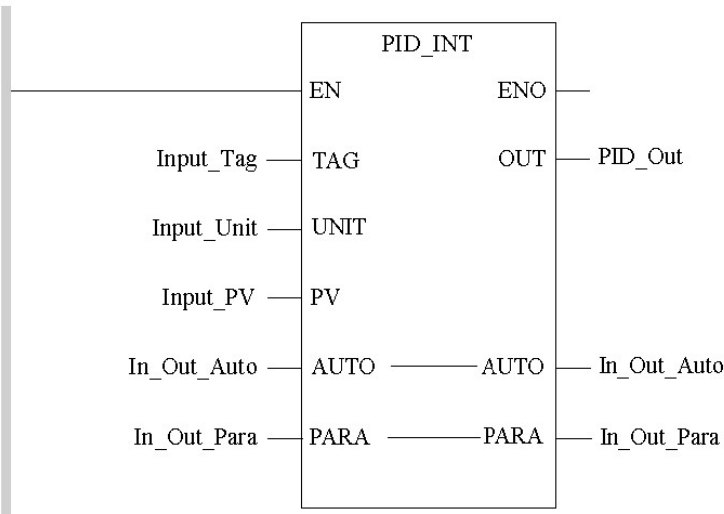 PID_INT
EN ENO
Input_Tag TAG OUT PID_Out
Input_Unit UNIT
Input_PV PV
In_Out_Auto AUTO AUTO In_Out_Auto
In_Out_Para PARA PARA In_Out_Para